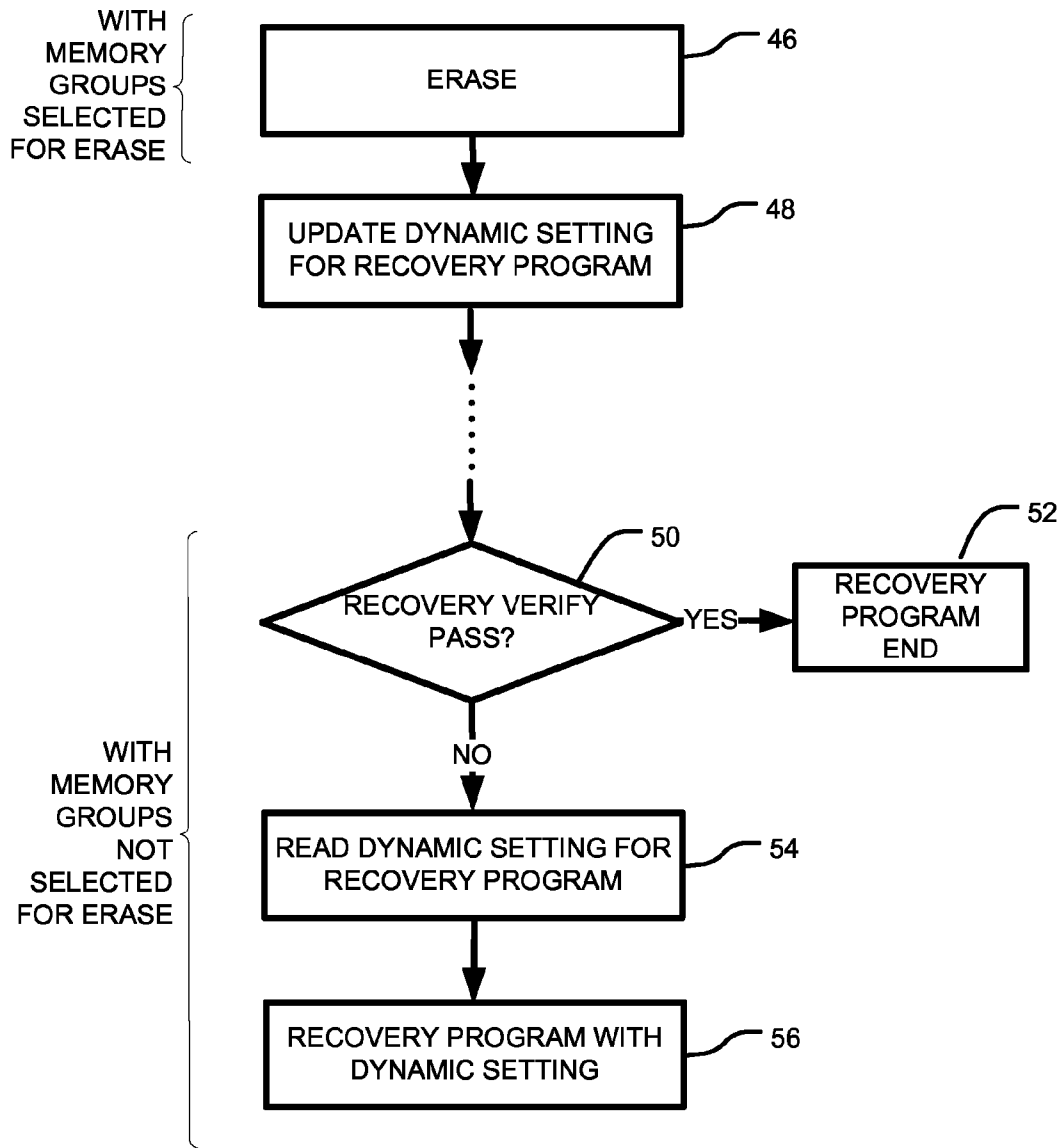 WITH
MEMORY
GROUPS
SELECTED
FOR ERASE
ERASE
46
UPDATE DYNAMIC SETTING
FOR RECOVERY PROGRAM
48
RECOVERY VERIFY
PASS?
50
YES
RECOVERY
PROGRAM
END
52
NO
WITH
MEMORY
GROUPS
NOT
SELECTED
FOR ERASE
READ DYNAMIC SETTING FOR
RECOVERY PROGRAM
54
RECOVERY PROGRAM WITH
DYNAMIC SETTING
56